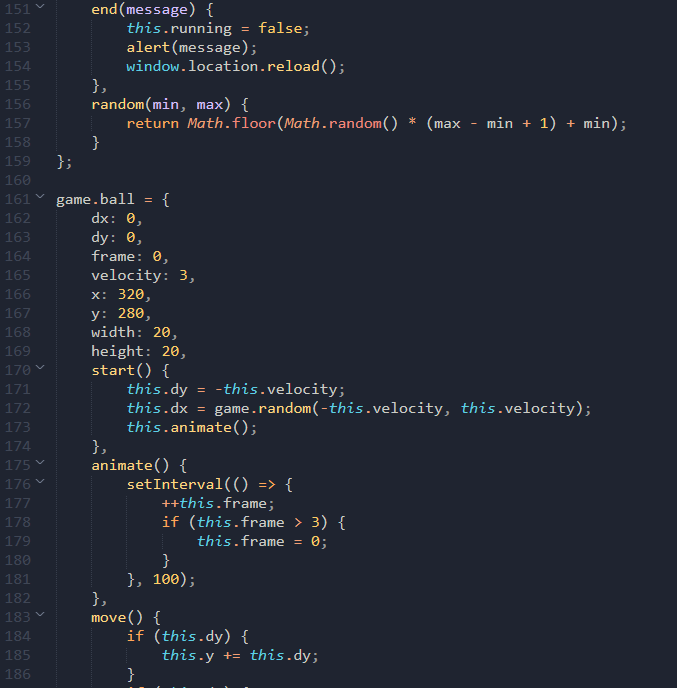 151 end(message) {
152 this.running = false;
153 alert(message);
154 window.location.reload();
155 },
156 random(min, max) {
157 return Math.floor(Math.random() * (max - min + 1) + min);
158 }
159 };
160
161 game.ball = {
162 dx: 0,
163 dy: 0,
164 frame: 0,
165 velocity: 3,
166 x: 320,
167 y: 280,
168 width: 20,
169 height: 20,
170 start() {
171 this.dy = -this.velocity;
172 this.dx = game.random(-this.velocity, this.velocity);
173 this.animate();
174 },
175 animate() {
176 setInterval(() => {
177 ++this.frame;
178 if (this.frame > 3) {
179 this.frame = 0;
180 }
181 }, 100);
182 },
183 move() {
184 if (this.dy) {
185 this.y += this.dy;
186 }